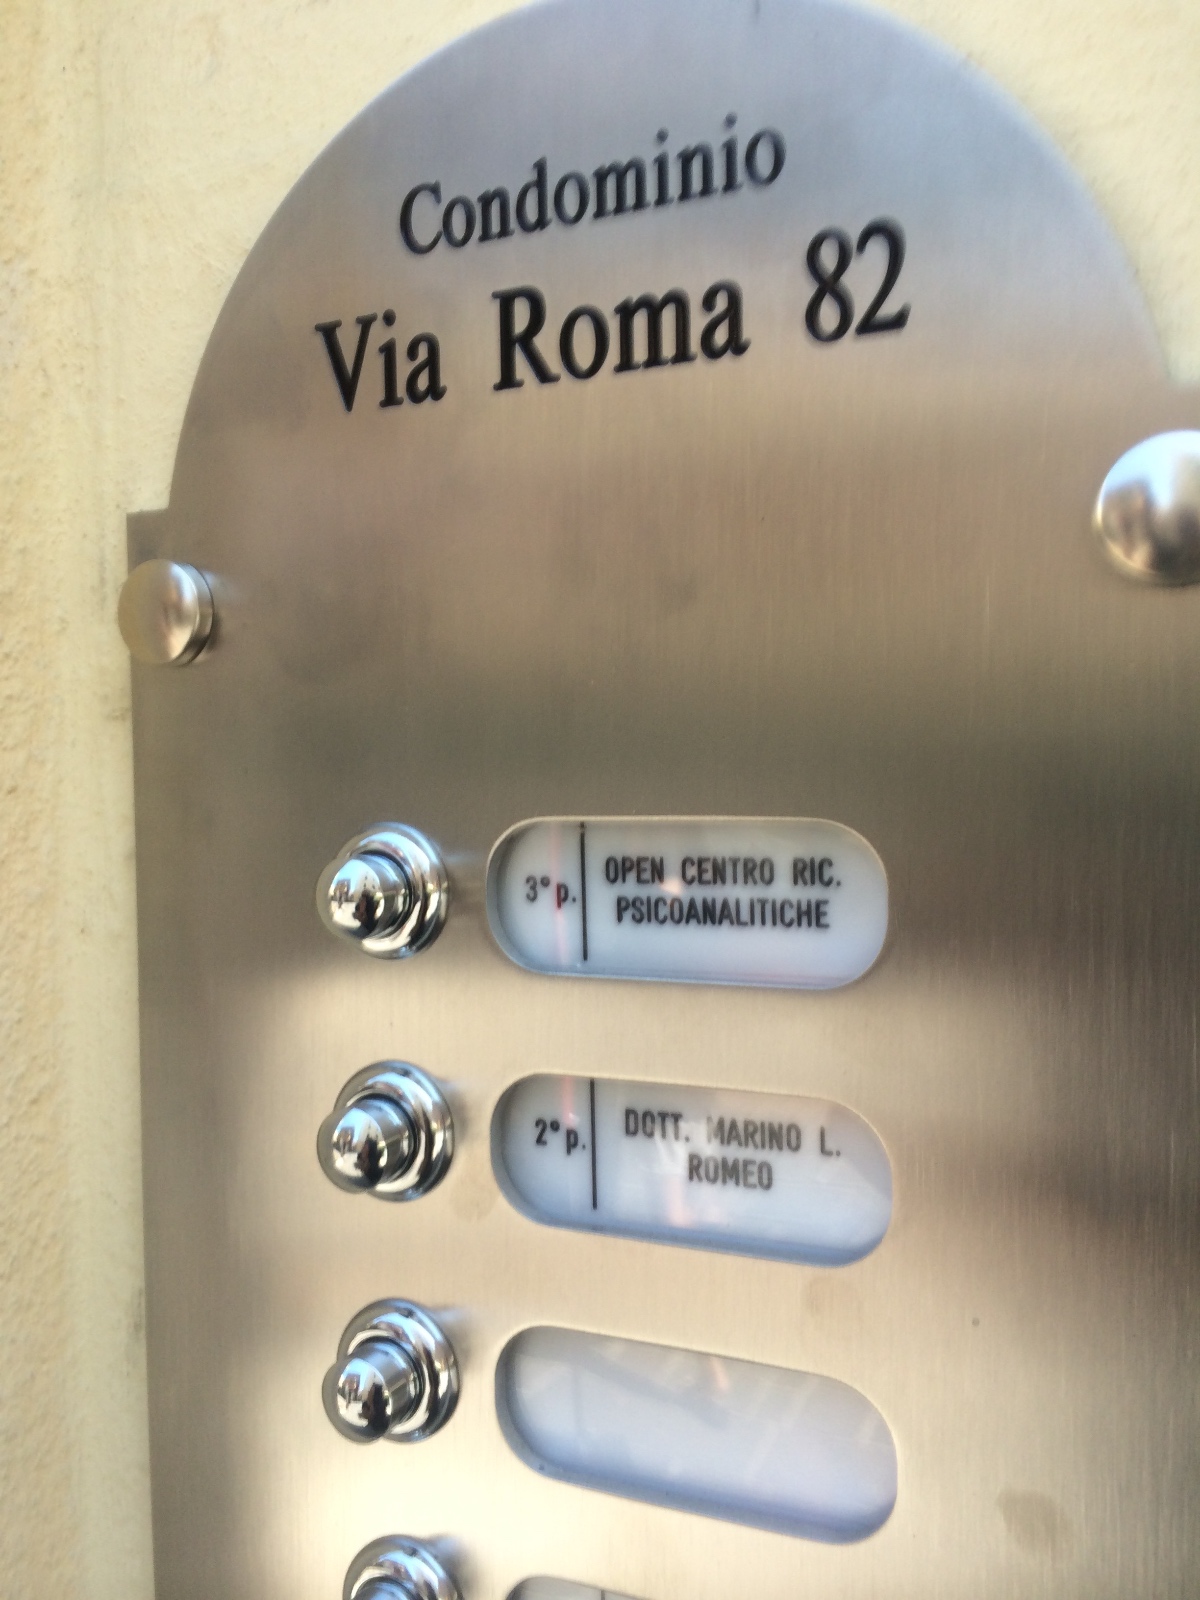 Condominio
Via Roma 82
3° p. OPEN CENTRO RIC.
PSICOANALITICHE
2° p. DOTT. MARINO L.
ROMEO